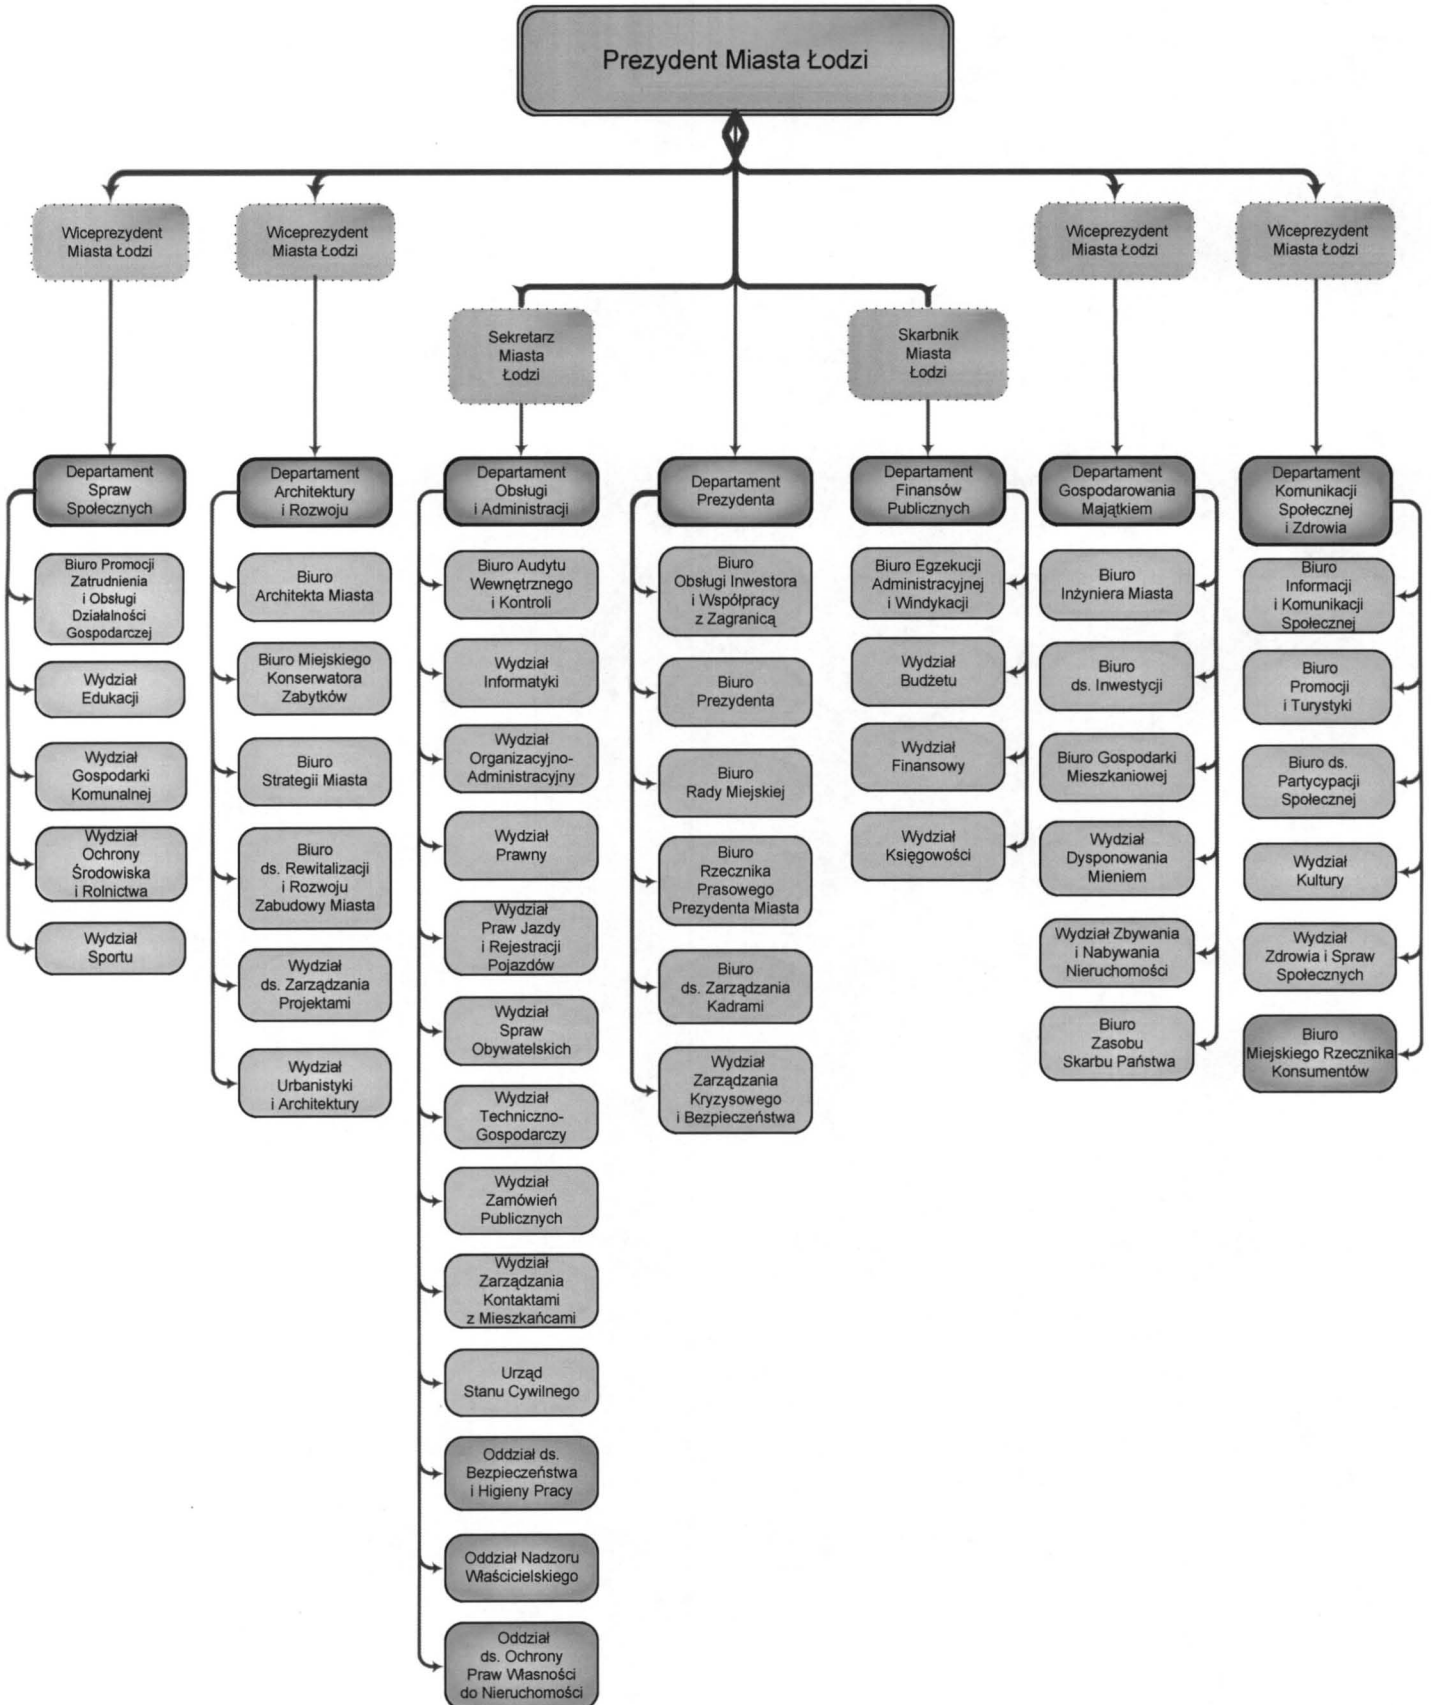 Prezydent Miasta Łodzi
Wiceprezydent
Miasta Łodzi
Wiceprezydent
Miasta Łodzi
Wiceprezydent
Miasta Łodzi
Wiceprezydent
Miasta Łodzi
Sekretarz
Miasta
Łodzi
Skarbnik
Miasta
Łodzi
Departament
Spraw
Społecznych
Biuro Promocji
Zatrudnienia
i Obsługi
Działalności
Gospodarczej
Wydział
Edukacji
Wydział
Gospodarki
Komunalnej
Wydział
Ochrony
Środowiska
i Rolnictwa
Wydział
Sportu
Departament
Architektury
i Rozwoju
Biuro
Architekta Miasta
Biuro Miejskiego
Konserwatora
Zabytków
Biuro
Strategii Miasta
Biuro
ds. Rewitalizacji
i Rozwoju
Zabudowy Miasta
Wydział
ds. Zarządzania
Projektami
Wydział
Urbanistyki
i Architektury
Departament
Obsługi
i Administracji
Biuro Audytu
Wewnętrznego
i Kontroli
Wydział
Informatyki
Wydział
Organizacyjno-
Administracyjny
Wydział
Prawny
Wydział
Praw Jazdy
i Rejestracji
Pojazdów
Wydział
Spraw
Obywatelskich
Wydział
Techniczno-
Gospodarczy
Wydział
Zamówień
Publicznych
Wydział
Zarządzania
Kontaktami
z Mieszkańcami
Urząd
Stanu Cywilnego
Oddział ds.
Bezpieczeństwa
i Higieny Pracy
Oddział Nadzoru
Właścicielskiego
Oddział
ds. Ochrony
Praw Własności
do Nieruchomości
Departament
Prezydenta
Biuro
Obsługi Inwestora
i Współpracy
z Zagranicą
Biuro
Prezydenta
Biuro
Rady Miejskiej
Biuro
Rzecznika
Prasowego
Prezydenta Miasta
Biuro
ds. Zarządzania
Kadrami
Wydział
Zarządzania
Kryzysowego
i Bezpieczeństwa
Departament
Finansów
Publicznych
Biuro Egzekucji
Administracyjnej
i Windykacji
Wydział
Budżetu
Wydział
Finansowy
Wydział
Księgowości
Departament
Gospodarowania
Majątkiem
Biuro
Inżyniera Miasta
Biuro
ds. Inwestycji
Biuro Gospodarki
Mieszkaniowej
Wydział
Dysponowania
Mieniem
Wydział Zbywania
i Nabywania
Nieruchomości
Biuro
Zasobu
Skarbu Państwa
Departament
Komunikacji
Społecznej
i Zdrowia
Biuro
Informacji
i Komunikacji
Społecznej
Biuro
Promocji
i Turystyki
Biuro ds.
Partycypacji
Społecznej
Wydział
Kultury
Wydział
Zdrowia i Spraw
Społecznych
Biuro
Miejskiego Rzecznika
Konsumentów